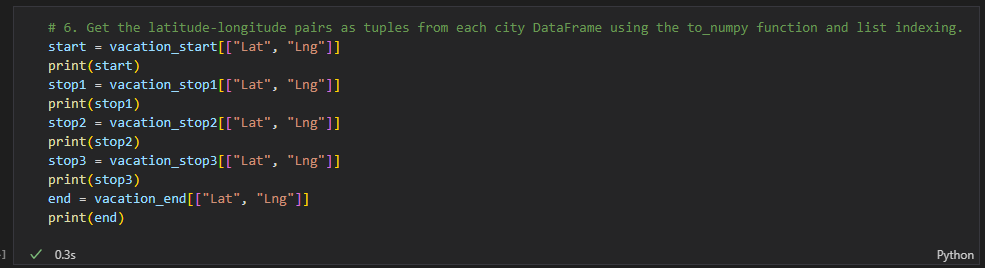 # 6. Get the latitude-longitude pairs as tuples from each city DataFrame using the to_numpy function and list indexing.
start = vacation_start[["Lat", "Lng"]]
print(start)
stop1 = vacation_stop1[["Lat", "Lng"]]
print(stop1)
stop2 = vacation_stop2[["Lat", "Lng"]]
print(stop2)
stop3 = vacation_stop3[["Lat", "Lng"]]
print(stop3)
end = vacation_end[["Lat", "Lng"]]
print(end)
] ✓ 0.3s Python